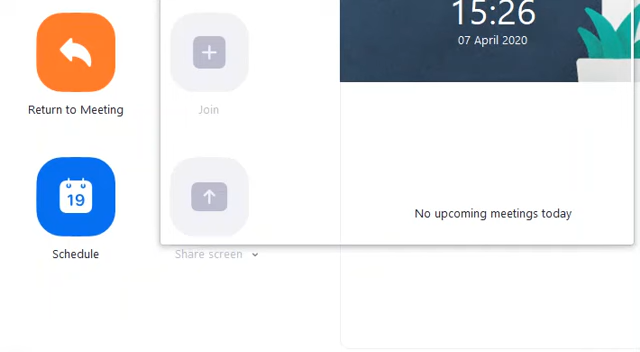 15:26
07 April 2020
Return to Meeting
Join
19
Schedule
Share screen
No upcoming meetings today